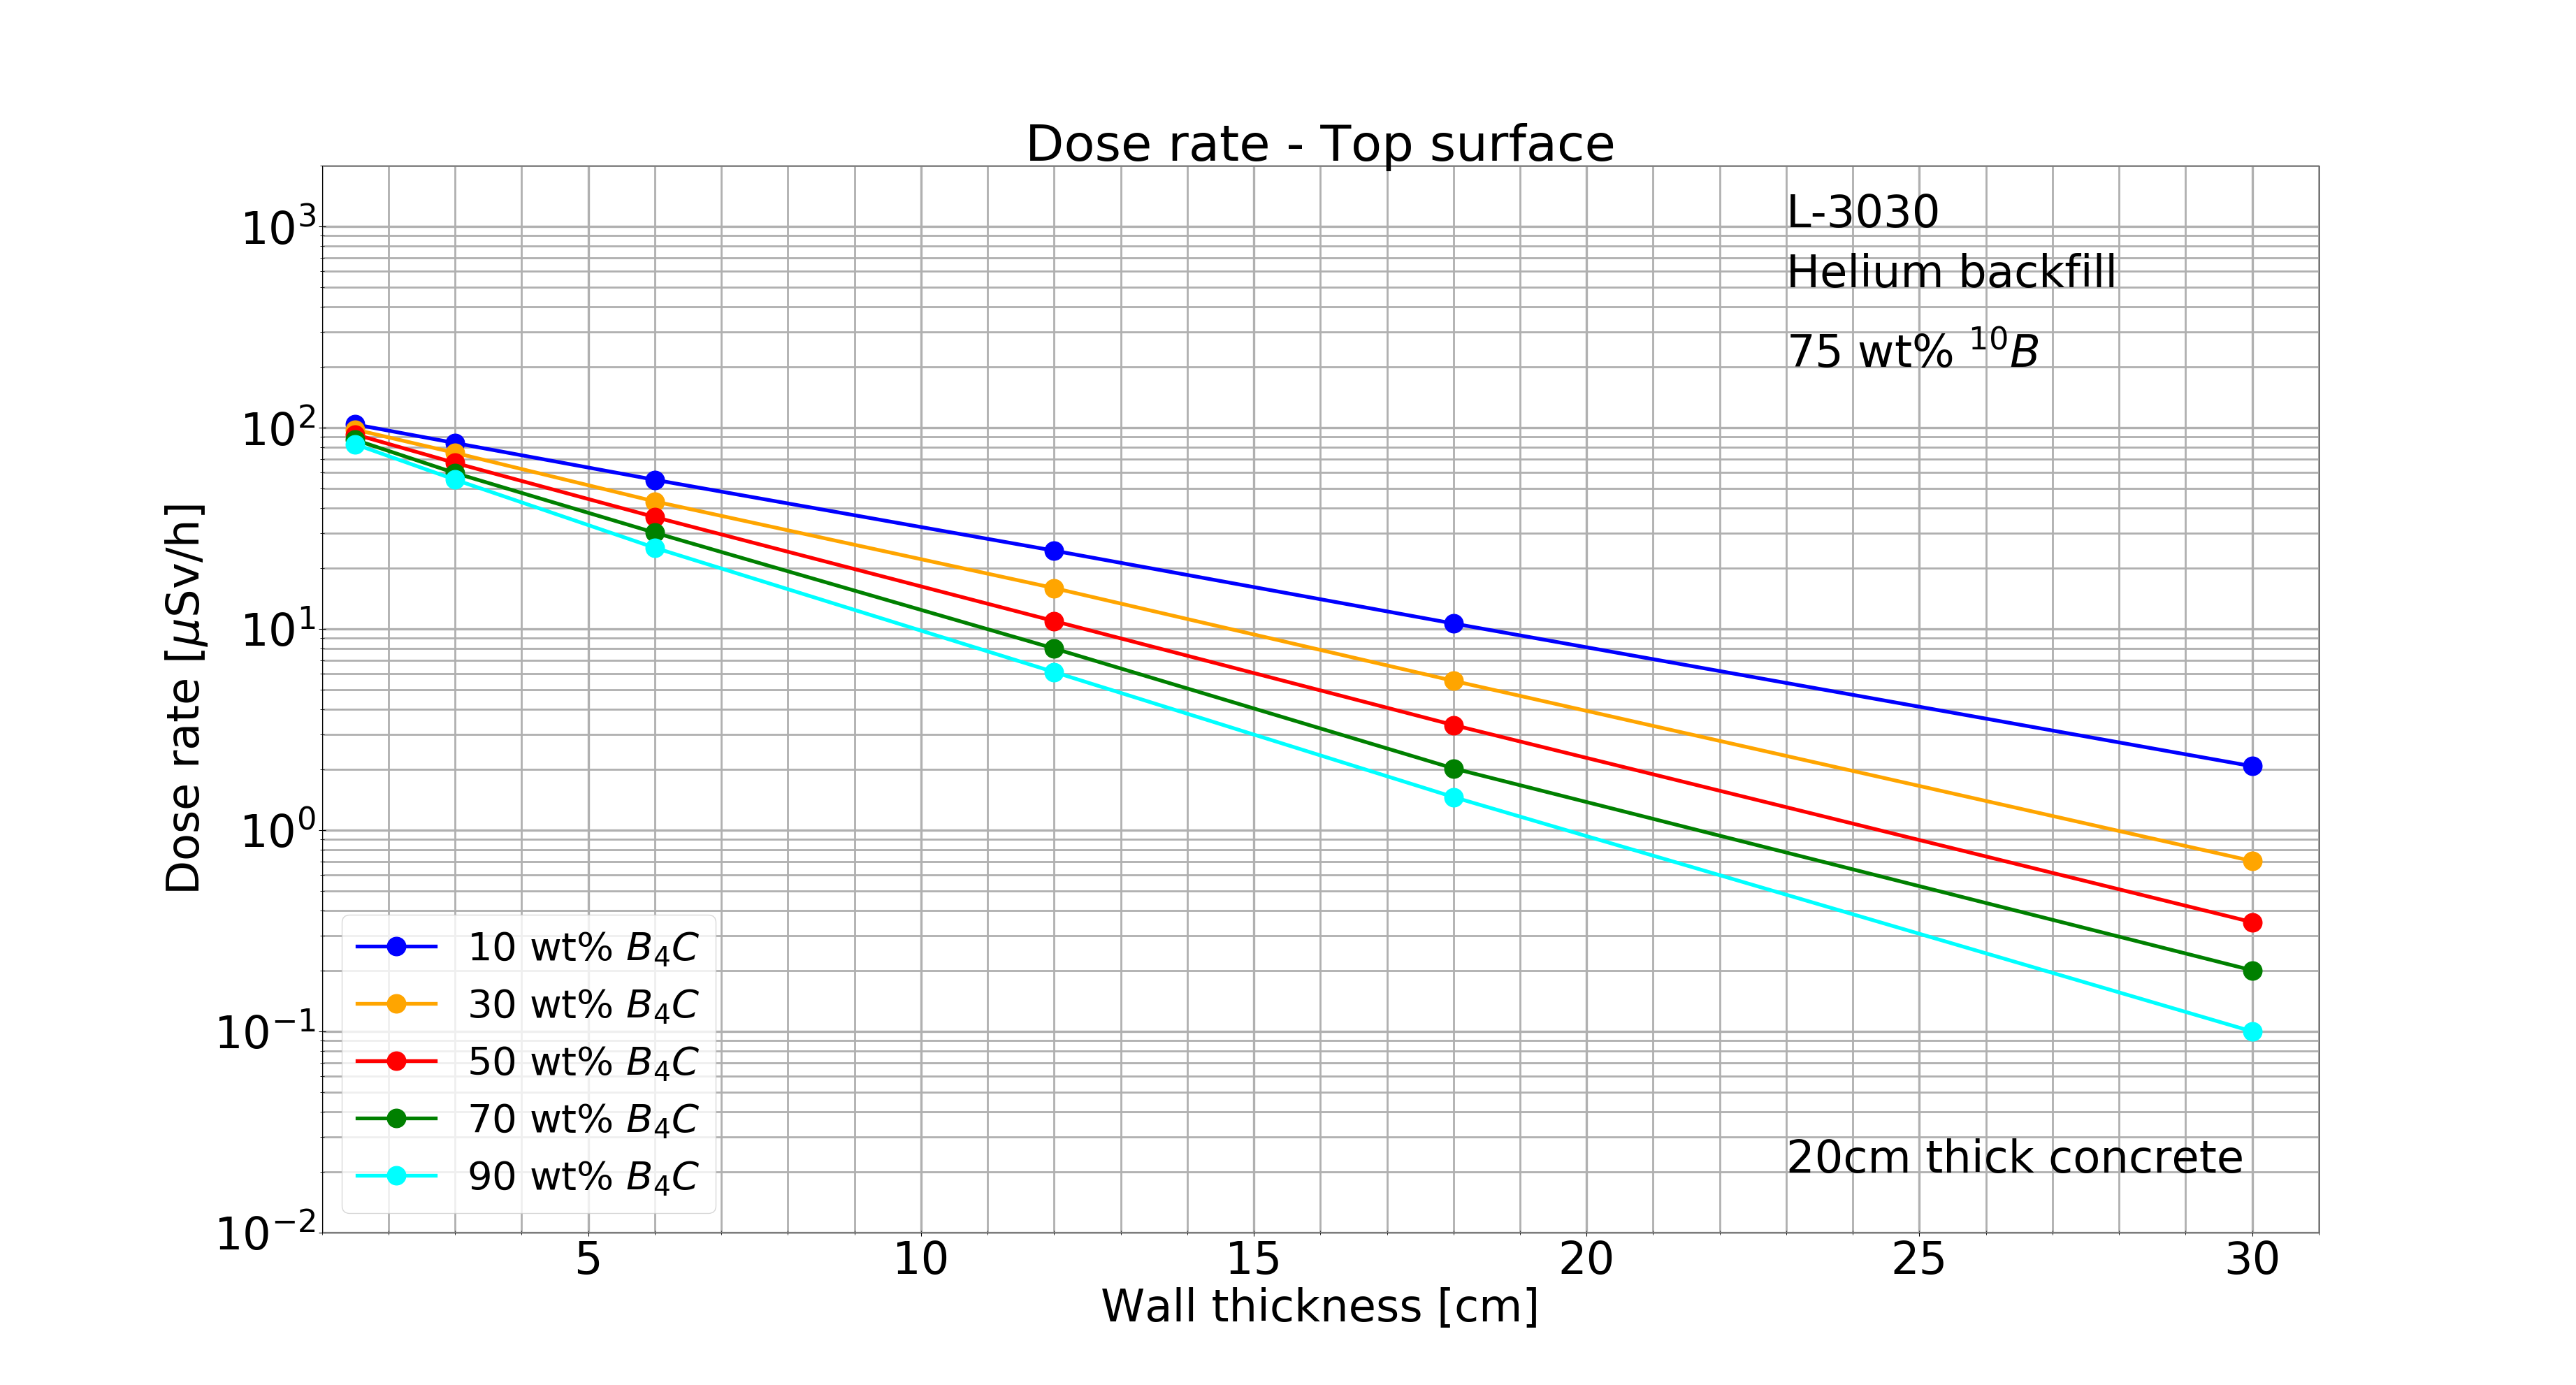 Dose rate - Top surface
L-3030
Helium backfill
75 wt% ¹⁰B
10³
10²
10¹
10⁰
10⁻¹
10⁻²
Dose rate [μSv/h]
10 wt% B₄C
30 wt% B₄C
50 wt% B₄C
70 wt% B₄C
90 wt% B₄C
20cm thick concrete
5 10 15 20 25 30
Wall thickness [cm]